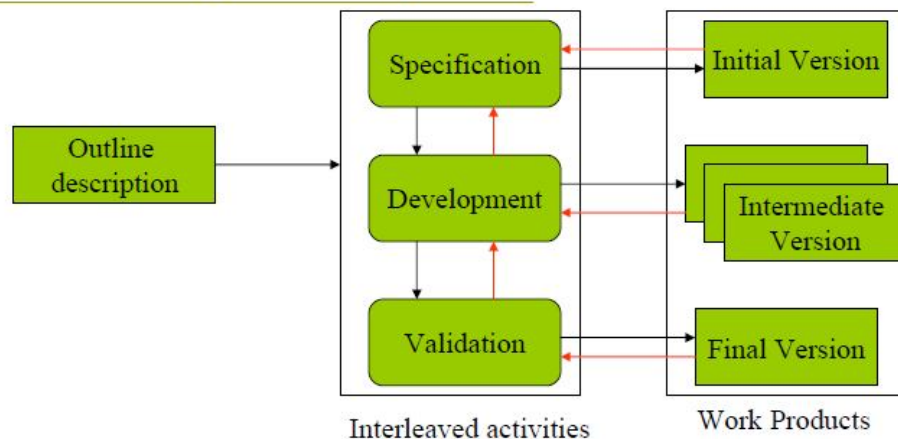 Specification
Initial Version
Outline
description
Development
Intermediate
Version
Validation
Final Version
Interleaved activities
Work Products